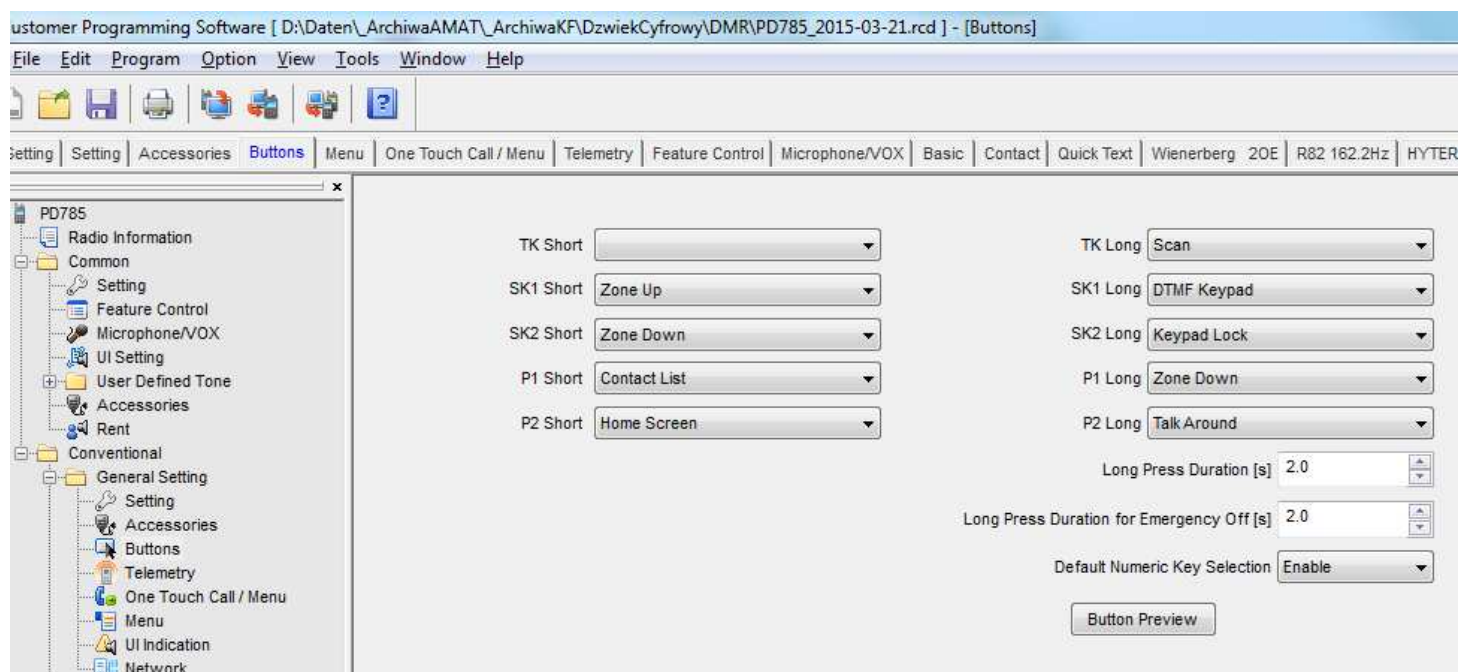 ustomer Programming Software [ D:\Daten\_ArchiwaAMAT\_ArchiwaKF\DzwiekCyfrowy\DMR\PD785_2015-03-21.rcd ] - [Buttons]
File Edit Program Option View Tools Window Help
Setting Setting Accessories Buttons Menu One Touch Call / Menu Telemetry Feature Control Microphone/VOX Basic Contact Quick Text Wienerberg 2OE R82 162.2Hz HYTER
x
PD785
Radio Information
Common
Setting
Feature Control
Microphone/VOX
UI Setting
User Defined Tone
Accessories
Rent
Conventional
General Setting
Setting
Accessories
Buttons
Telemetry
One Touch Call / Menu
Menu
UI Indication
Network
TK Short
TK Long Scan
SK1 Short Zone Up
SK1 Long DTMF Keypad
SK2 Short Zone Down
SK2 Long Keypad Lock
P1 Short Contact List
P1 Long Zone Down
P2 Short Home Screen
P2 Long Talk Around
Long Press Duration [s] 2.0
Long Press Duration for Emergency Off [s] 2.0
Default Numeric Key Selection Enable
Button Preview